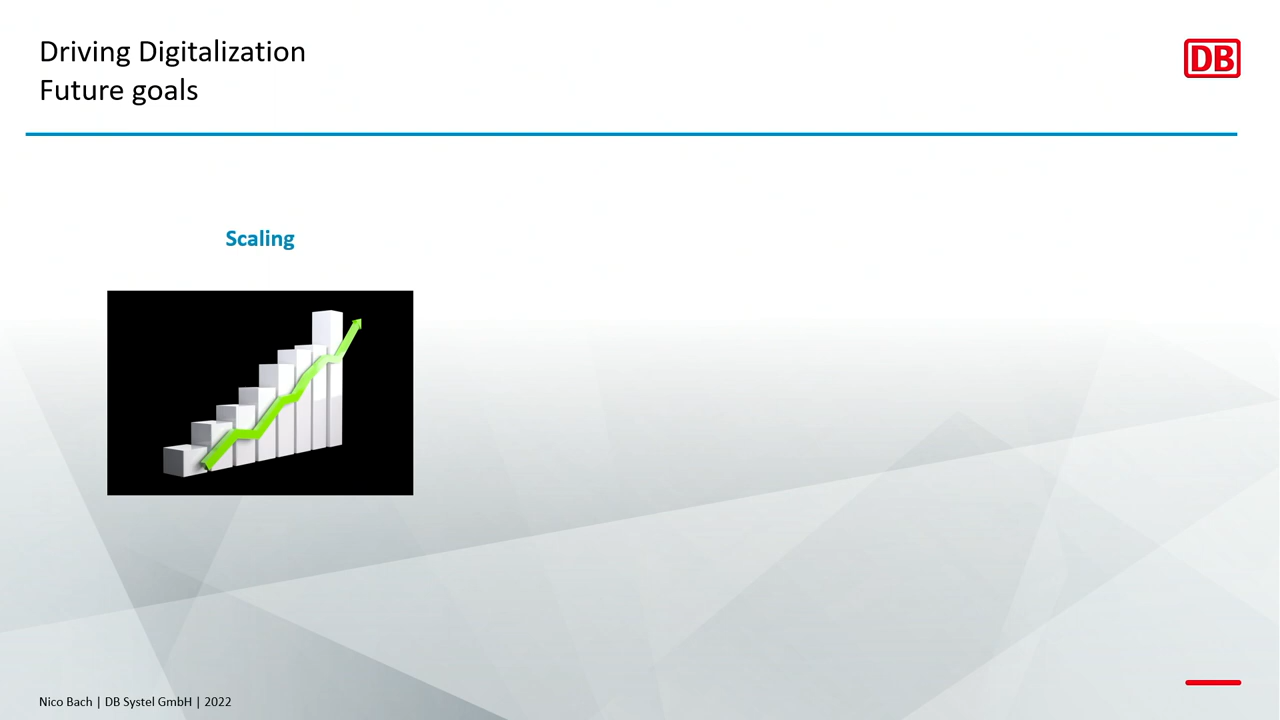 Driving Digitalization
Future goals
DB
Scaling
Nico Bach | DB Systel GmbH | 2022